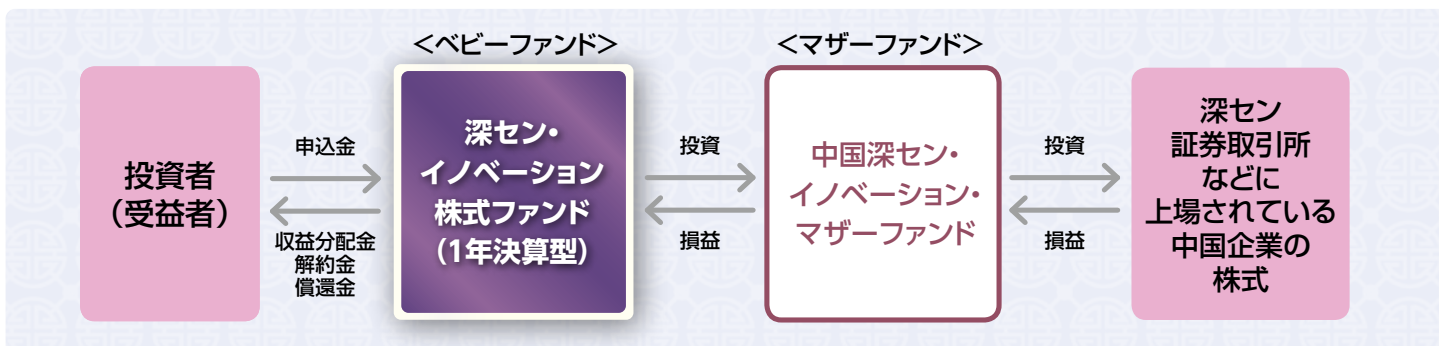 <ベビーファンド>
<マザーファンド>
投資者
(受益者)
申込金
収益分配金
解約金
償還金
深セン・
イノベーション
株式ファンド
(1年決算型)
投資
損益
中国深セン・
イノベーション・
マザーファンド
投資
損益
深セン
証券取引所
などに
上場されている
中国企業の
株式